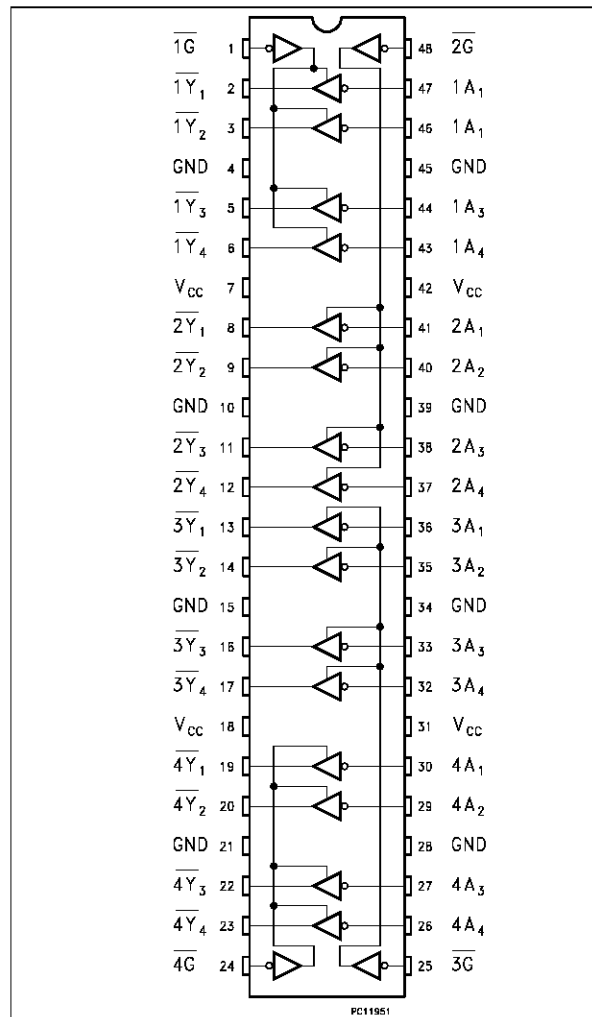 1G 1 48 2G
1Y1 2 47 1A1
1Y2 3 46 1A1
GND 4 45 GND
1Y3 5 44 1A3
1Y4 6 43 1A4
VCC 7 42 VCC
2Y1 8 41 2A1
2Y2 9 40 2A2
GND 10 39 GND
2Y3 11 38 2A3
2Y4 12 37 2A4
3Y1 13 36 3A1
3Y2 14 35 3A2
GND 15 34 GND
3Y3 16 33 3A3
3Y4 17 32 3A4
VCC 18 31 VCC
4Y1 19 30 4A1
4Y2 20 29 4A2
GND 21 28 GND
4Y3 22 27 4A3
4Y4 23 26 4A4
4G 24 25 3G
PC11951